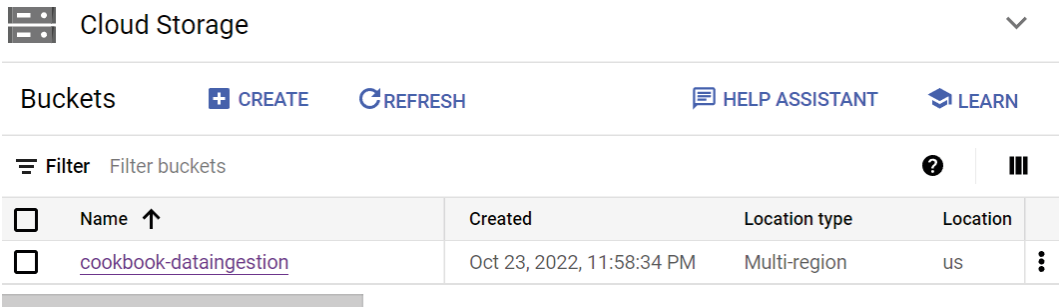 Cloud Storage
Buckets CREATE REFRESH HELP ASSISTANT LEARN
Filter Filter buckets
Name Created Location type Location
cookbook-dataingestion Oct 23, 2022, 11:58:34 PM Multi-region us